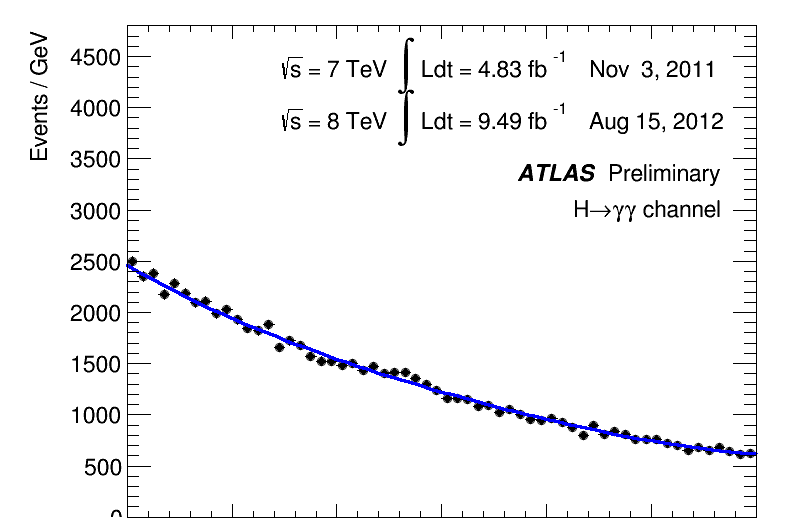 Events / GeV
4500
4000
3500
3000
2500
2000
1500
1000
500
0
√s = 7 TeV ∫ Ldt = 4.83 fb⁻¹ Nov 3, 2011
√s = 8 TeV ∫ Ldt = 9.49 fb⁻¹ Aug 15, 2012
ATLAS Preliminary
H→γγ channel